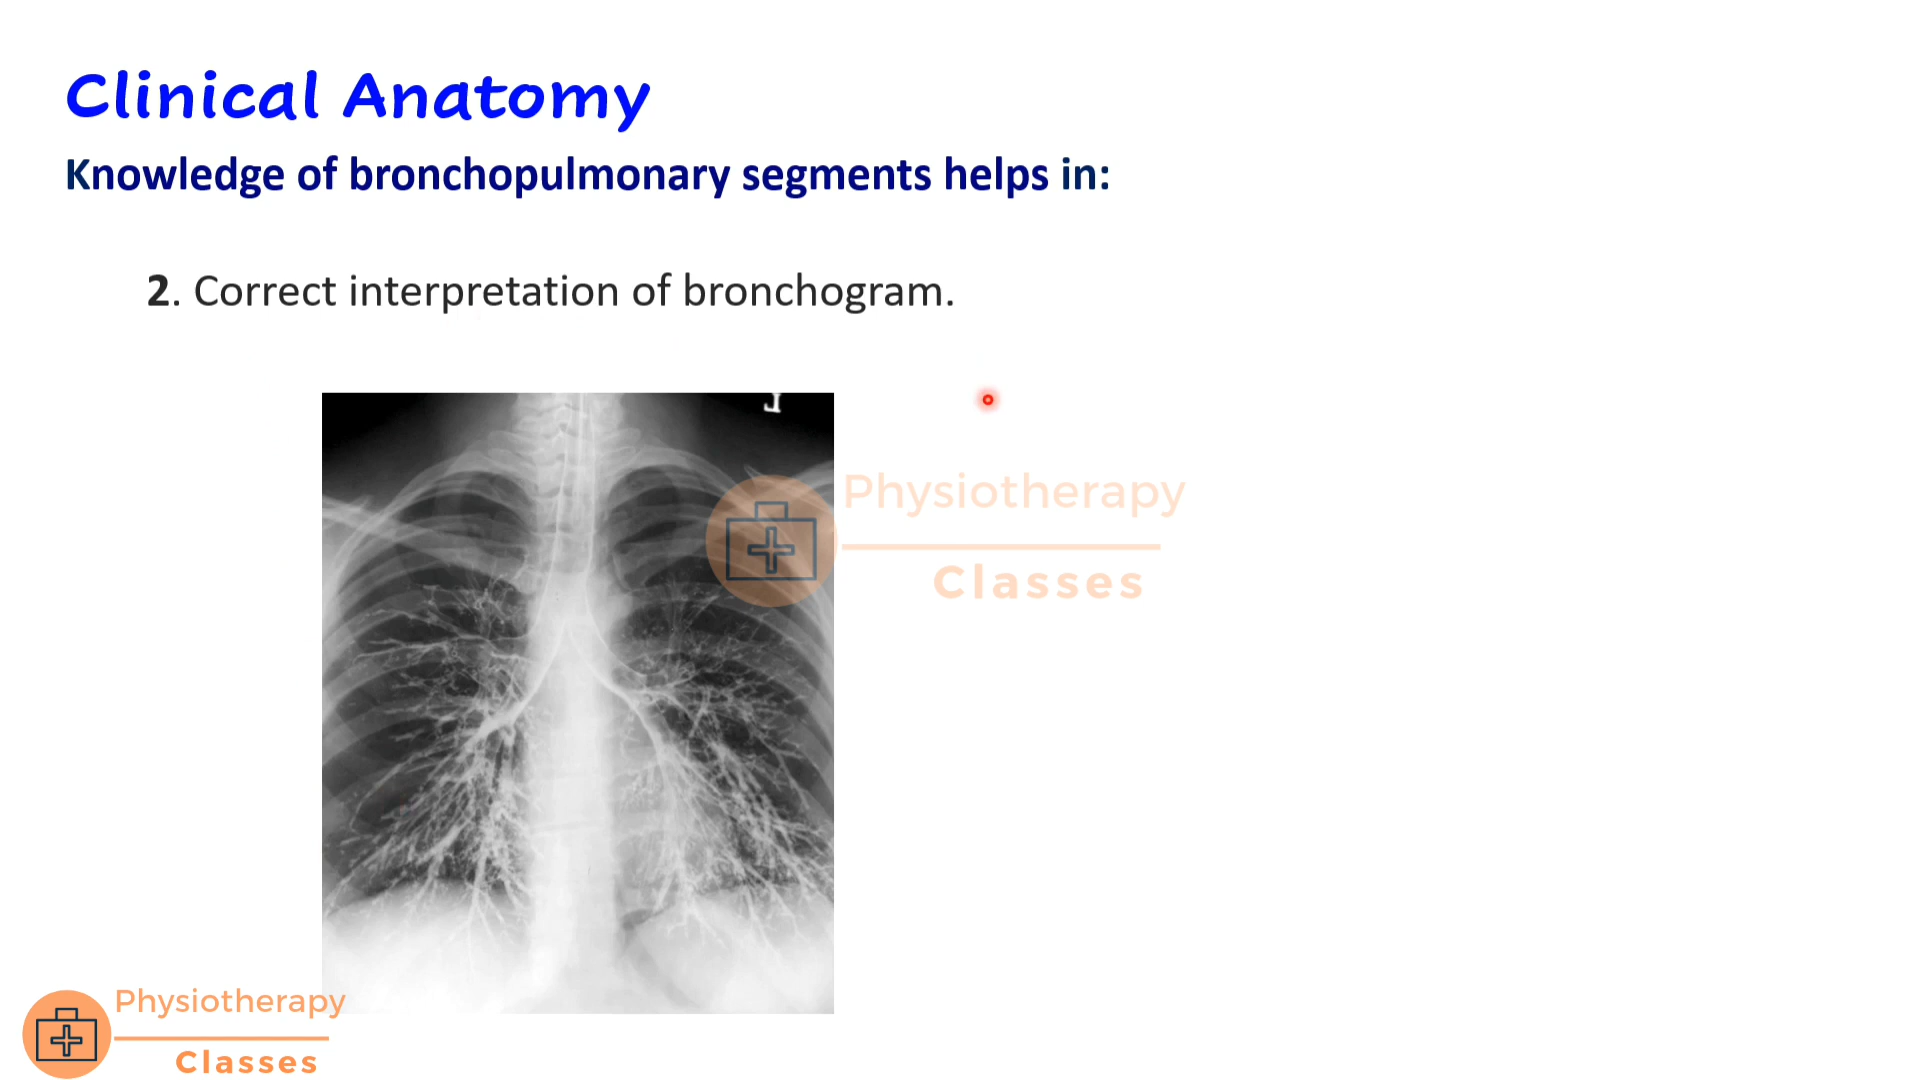 Clinical Anatomy
Knowledge of bronchopulmonary segments helps in:
2. Correct interpretation of bronchogram.
Physiotherapy
Classes
Physiotherapy
Classes